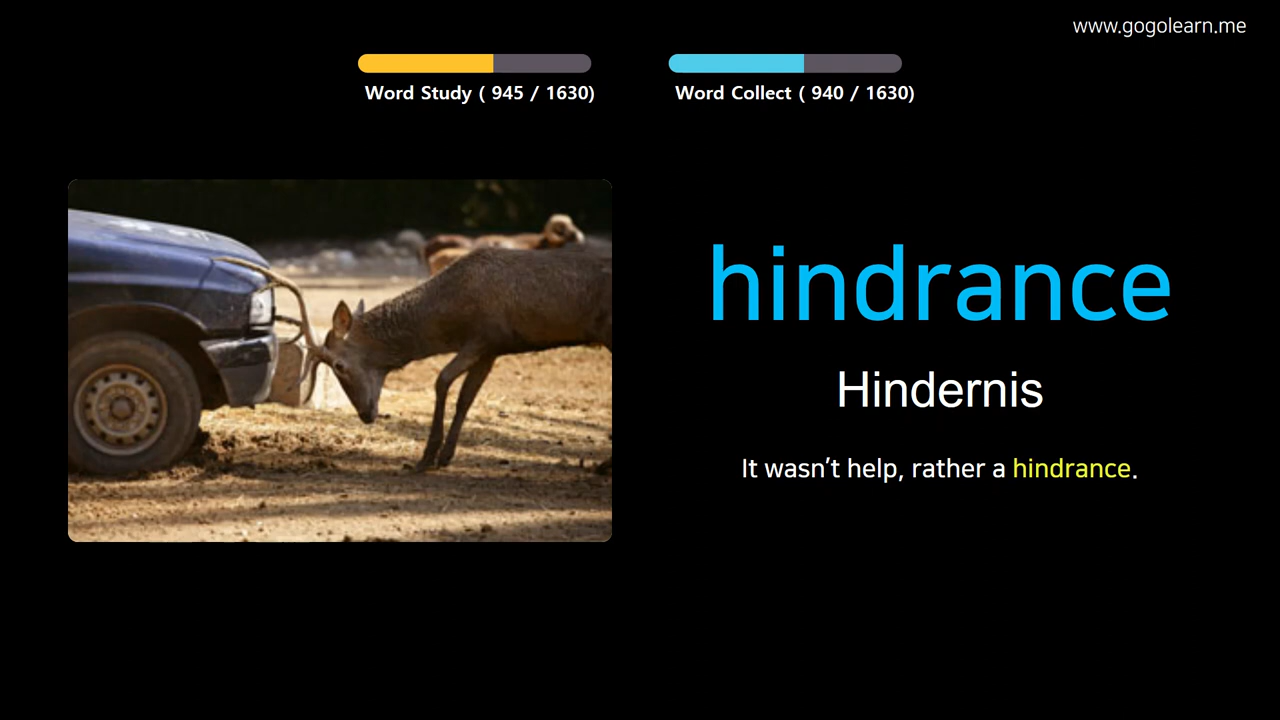 www.gogolearn.me
Word Study ( 945 / 1630)
Word Collect ( 940 / 1630)
hindrance
Hindernis
It wasn't help, rather a hindrance.